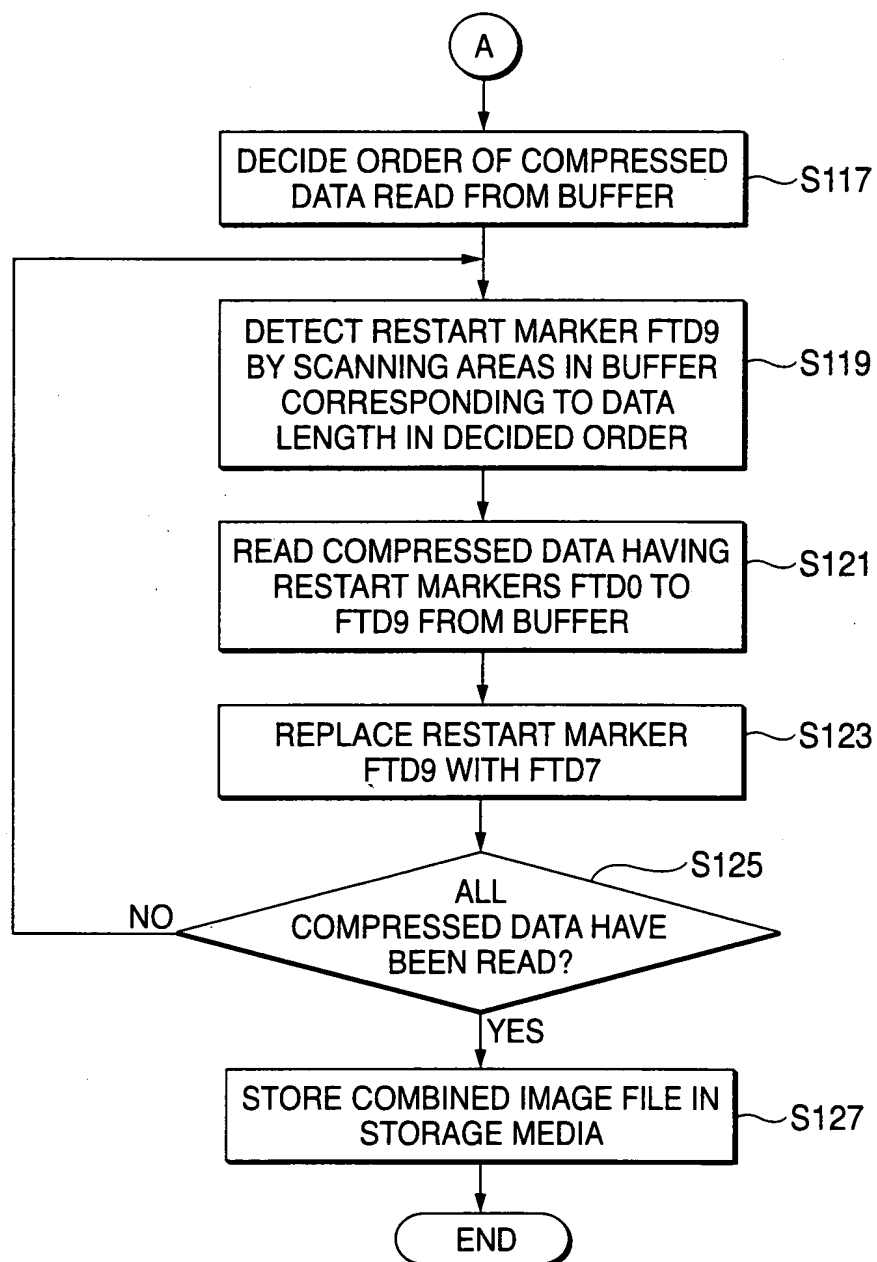 A
DECIDE ORDER OF COMPRESSED
DATA READ FROM BUFFER
S117
DETECT RESTART MARKER FTD9
BY SCANNING AREAS IN BUFFER
CORRESPONDING TO DATA
LENGTH IN DECIDED ORDER
S119
READ COMPRESSED DATA HAVING
RESTART MARKERS FTD0 TO
FTD9 FROM BUFFER
S121
REPLACE RESTART MARKER
FTD9 WITH FTD7
S123
S125
ALL
COMPRESSED DATA HAVE
BEEN READ?
NO
YES
STORE COMBINED IMAGE FILE IN
STORAGE MEDIA
S127
END